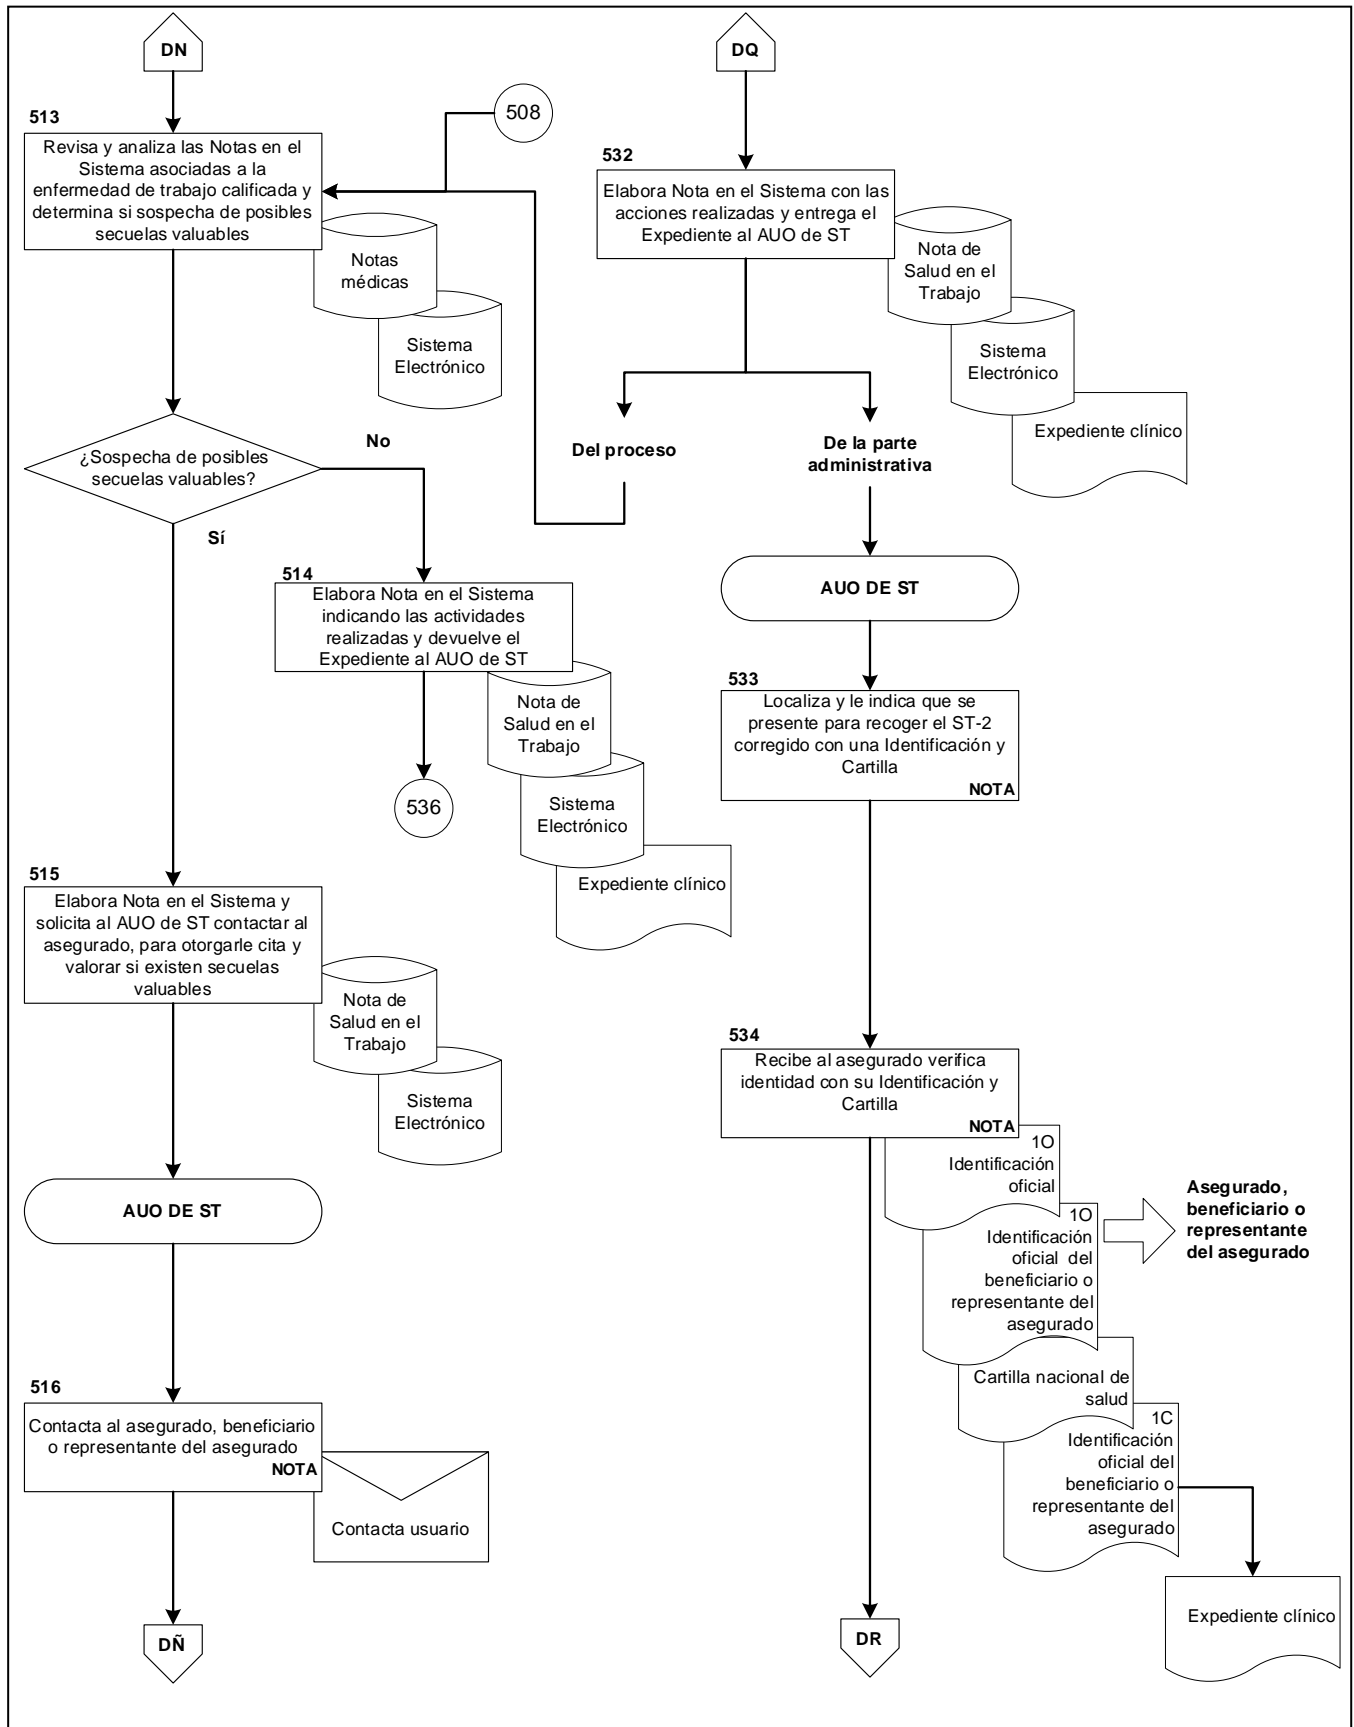 DN
508
513
Revisa y analiza las Notas en el
Sistema asociadas a la
enfermedad de trabajo calificada y
determina si sospecha de posibles
secuelas valuables
Notas
médicas
Sistema
Electrónico
¿Sospecha de posibles
secuelas valuables?
No
Sí
514
Elabora Nota en el Sistema
indicando las actividades
realizadas y devuelve el
Expediente al AUO de ST
Nota de
Salud en el
Trabajo
Sistema
Electrónico
Expediente clínico
536
515
Elabora Nota en el Sistema y
solicita al AUO de ST contactar al
asegurado, para otorgarle cita y
valorar si existen secuelas
valuables
Nota de
Salud en el
Trabajo
Sistema
Electrónico
AUO DE ST
516
Contacta al asegurado, beneficiario
o representante del asegurado
NOTA
Contacta usuario
DÑ
DQ
532
Elabora Nota en el Sistema con las
acciones realizadas y entrega el
Expediente al AUO de ST
Nota de
Salud en el
Trabajo
Sistema
Electrónico
Expediente clínico
Del proceso
De la parte
administrativa
AUO DE ST
533
Localiza y le indica que se
presente para recoger el ST-2
corregido con una Identificación y
Cartilla
NOTA
534
Recibe al asegurado verifica
identidad con su Identificación y
Cartilla
NOTA
1O
Identificación
oficial
1O
Identificación
oficial del
beneficiario o
representante del
asegurado
Asegurado,
beneficiario o
representante
del asegurado
Cartilla nacional de
salud
1C
Identificación
oficial del
beneficiario o
representante del
asegurado
Expediente clínico
DR